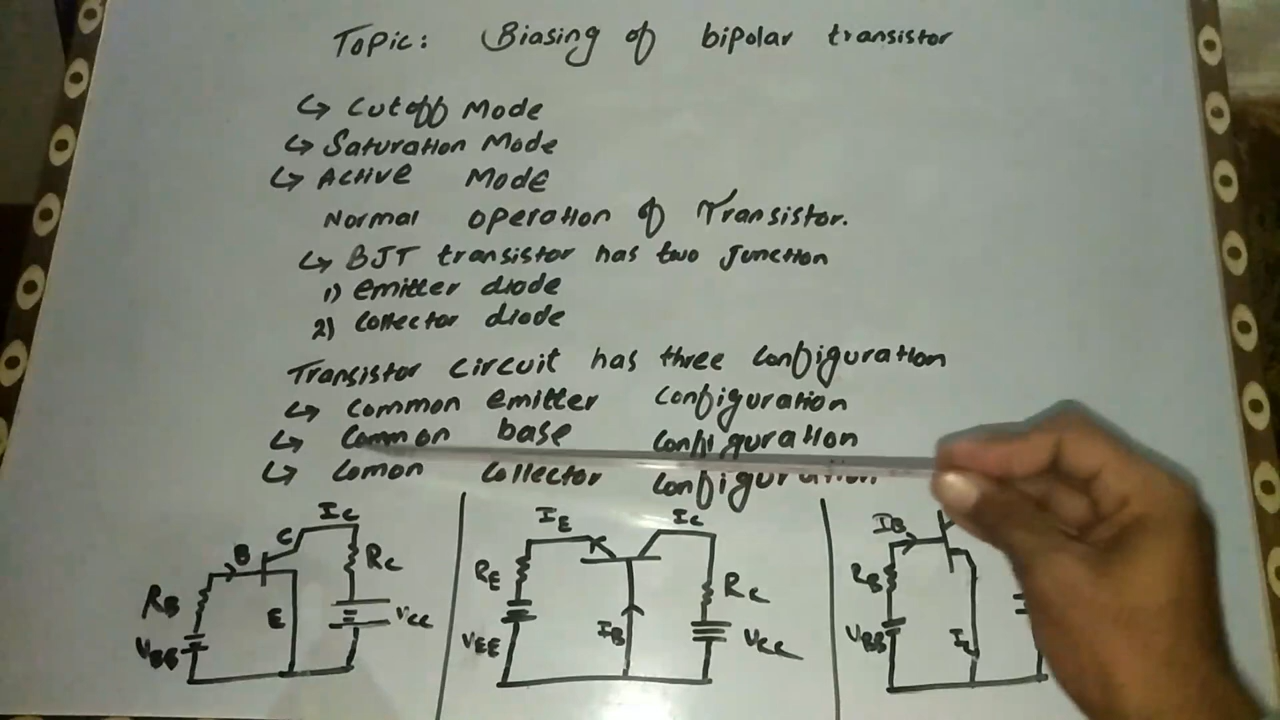 Topic: Biasing of bipolar transistor
↳ Cutoff Mode
↳ Saturation Mode
↳ Active Mode
Normal operation of Transistor.
↳ BJT transistor has two junction
1) emitter diode
2) collector diode
Transistor circuit has three configuration
↳ common emitter configuration
↳ common base configuration
↳ comon collector configuration
IC
C
B
RB
RC
E
VBB
VCC
IE
IC
RE
RC
IB
VEE
VCC
IB
RB
VBB